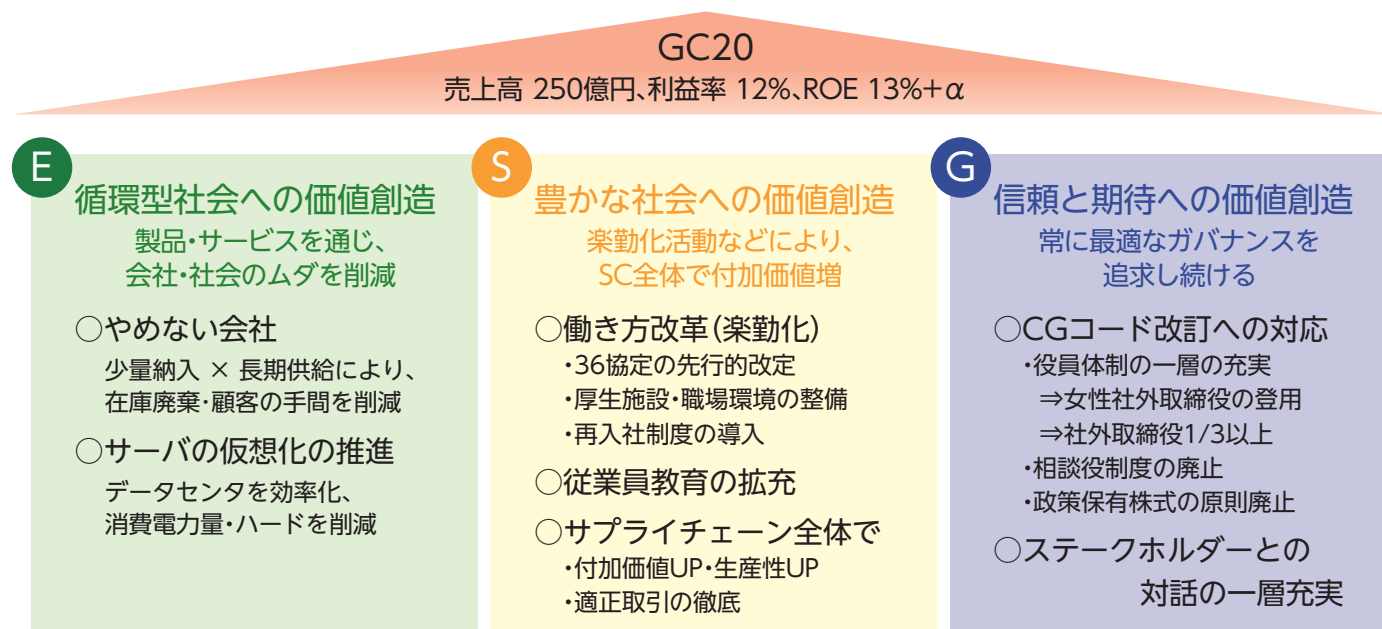 GC20
売上高 250億円、利益率 12%、ROE 13%+α
E
循環型社会への価値創造
製品・サービスを通じ、
会社・社会のムダを削減
○やめない会社
少量納入 × 長期供給により、
在庫廃棄・顧客の手間を削減
○サーバの仮想化の推進
データセンタを効率化、
消費電力量・ハードを削減
S
豊かな社会への価値創造
楽勤化活動などにより、
SC全体で付加価値増
○働き方改革(楽勤化)
・36協定の先行的改定
・厚生施設・職場環境の整備
・再入社制度の導入
○従業員教育の拡充
○サプライチェーン全体で
・付加価値UP・生産性UP
・適正取引の徹底
G
信頼と期待への価値創造
常に最適なガバナンスを
追求し続ける
○CGコード改訂への対応
・役員体制の一層の充実
⇒女性社外取締役の登用
⇒社外取締役1/3以上
・相談役制度の廃止
・政策保有株式の原則廃止
○ステークホルダーとの
対話の一層充実